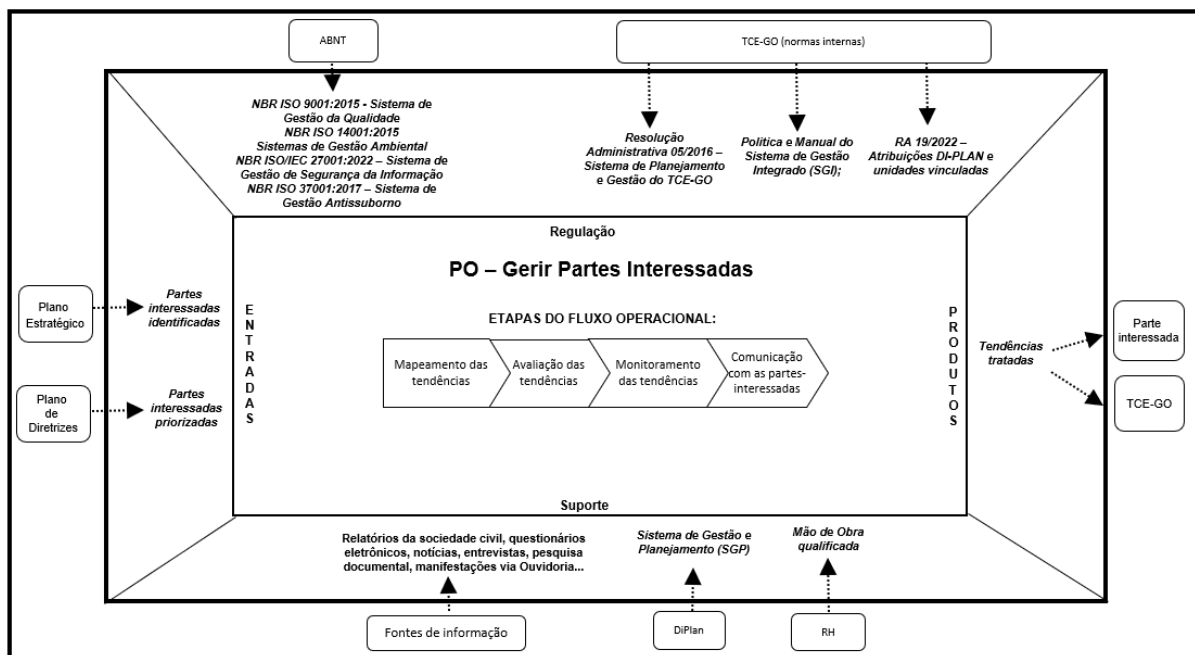 ABNT
TCE-GO (normas internas)
NBR ISO 9001:2015 - Sistema de
Gestão da Qualidade
NBR ISO 14001:2015
Sistemas de Gestão Ambiental
NBR ISO/IEC 27001:2022 – Sistema de
Gestão de Segurança da Informação
NBR ISO 37001:2017 – Sistema de
Gestão Antissuborno
Resolução
Administrativa 05/2016 –
Sistema de Planejamento
e Gestão do TCE-GO
Politica e Manual do
Sistema de Gestão
Integrado (SGI);
RA 19/2022 –
Atribuições DI-PLAN e
unidades vinculadas
Regulação
PO – Gerir Partes Interessadas
Plano
Estratégico
Partes
interessadas
identificadas
Plano
de
Diretrizes
Partes
interessadas
priorizadas
ENTRADAS
ETAPAS DO FLUXO OPERACIONAL:
Mapeamento das
tendências
Avaliação das
tendências
Monitoramento
das tendências
Comunicação
com as partes-
interessadas
PRODUTOS
Tendências
tratadas
Parte
interessada
TCE-GO
Suporte
Relatórios da sociedade civil, questionários
eletrônicos, notícias, entrevistas, pesquisa
documental, manifestações via Ouvidoria...
Sistema de Gestão e
Planejamento (SGP)
Mão de Obra
qualificada
Fontes de informação
DiPlan
RH